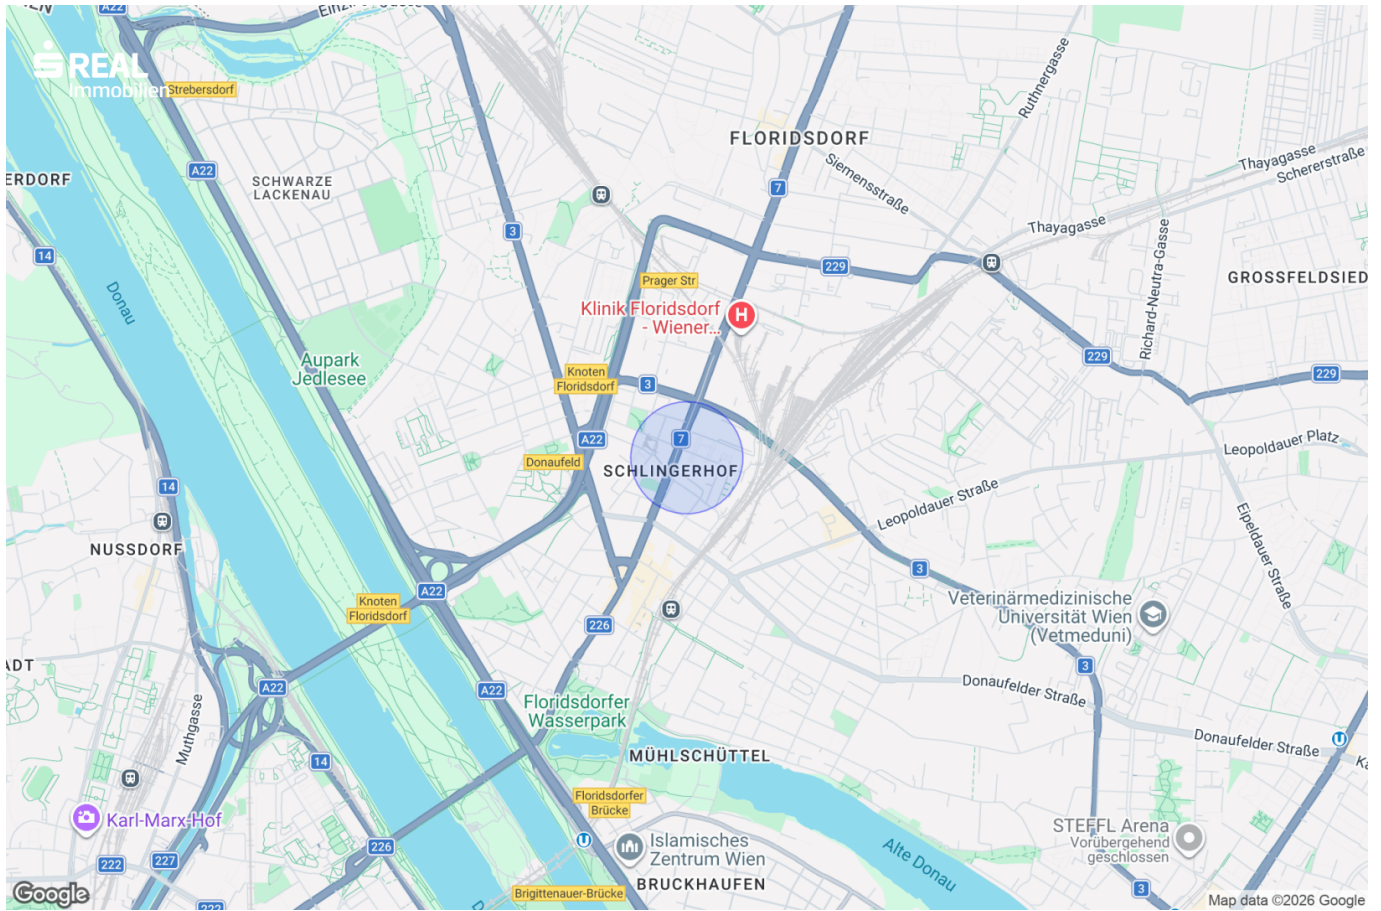 A22
REAL
Immobilien
Strebersdorf
FLORIDSDORF
Ruthnergasse
Siemensstraße
Thayagasse
Schererstraße
ERDORF
A22
SCHWARZE
LACKENAU
7
3
Thayagasse
14
Donau
229
Prager Str
Richard-Neutra-Gasse
GROSSFELDSIED
Klinik Floridsdorf
- Wiener...
H
Aupark
Jedlesee
229
229
Knoten
Floridsdorf
3
A22
7
Donaufeld
SCHLINGERHOF
Leopoldauer Platz
Leopoldauer Straße
14
Eipeldauer Straße
NUSSDORF
3
A22
Knoten
Floridsdorf
226
Veterinärmedizinische
Universität Wien
(Vetmeduni)
ADT
3
A22
A22
Donaufelder Straße
Floridsdorfer
Wasserpark
Muthgasse
Donaufelder Straße
U
MÜHLSCHÜTTEL
14
Floridsdorfer
Brücke
Karl-Marx-Hof
STEFFL Arena
Vorübergehend
geschlossen
226
U
Islamisches
Zentrum Wien
Alte Donau
222
227
BRUCKHAUFEN
3
Google
Brigittenauer-Brücke
222
Map data ©2026 Google